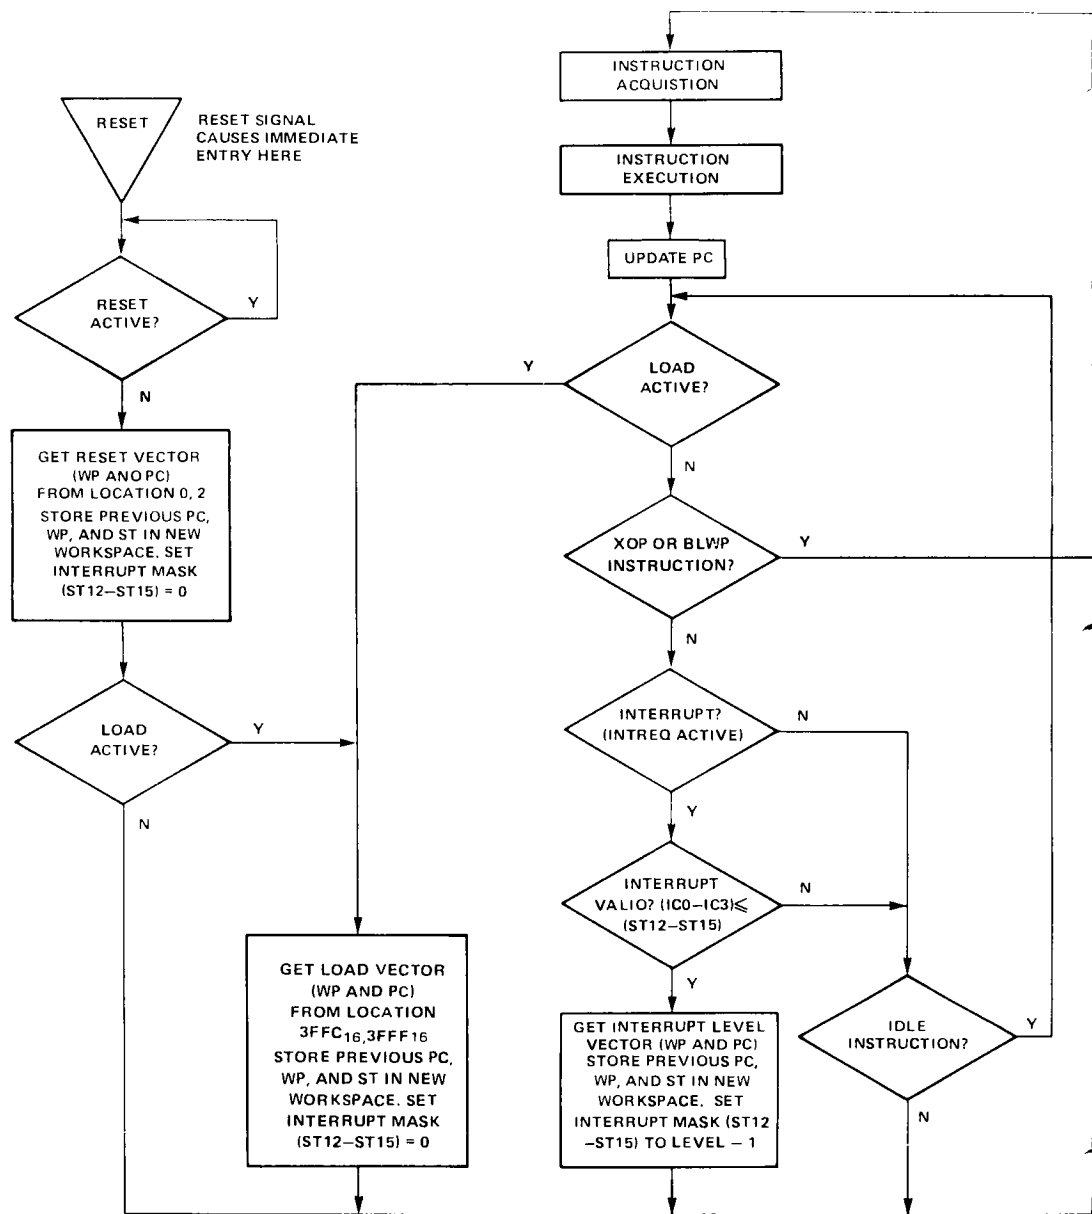 RESET
RESET SIGNAL
CAUSES IMMEDIATE
ENTRY HERE
RESET
ACTIVE?
Y
N
GET RESET VECTOR
(WP ANO PC)
FROM LOCATION 0, 2
STORE PREVIOUS PC,
WP, AND ST IN NEW
WORKSPACE. SET
INTERRUPT MASK
(ST12–ST15) = 0
LOAD
ACTIVE?
Y
N
GET LOAD VECTOR
(WP AND PC)
FROM LOCATION
3FFC16,3FFF16
STORE PREVIOUS PC,
WP, AND ST IN NEW
WORKSPACE. SET
INTERRUPT MASK
(ST12–ST15) = 0
INSTRUCTION
ACQUISTION
INSTRUCTION
EXECUTION
UPDATE PC
LOAD
ACTIVE?
Y
N
XOP OR BLWP
INSTRUCTION?
Y
N
INTERRUPT?
(INTREQ ACTIVE)
N
Y
INTERRUPT
VALIO? (IC0–IC3)⩽
(ST12–ST15)
N
Y
GET INTERRUPT LEVEL
VECTOR (WP AND PC)
STORE PREVIOUS PC,
WP, AND ST IN NEW
WORKSPACE. SET
INTERRUPT MASK (ST12
–ST15) TO LEVEL – 1
IDLE
INSTRUCTION?
Y
N